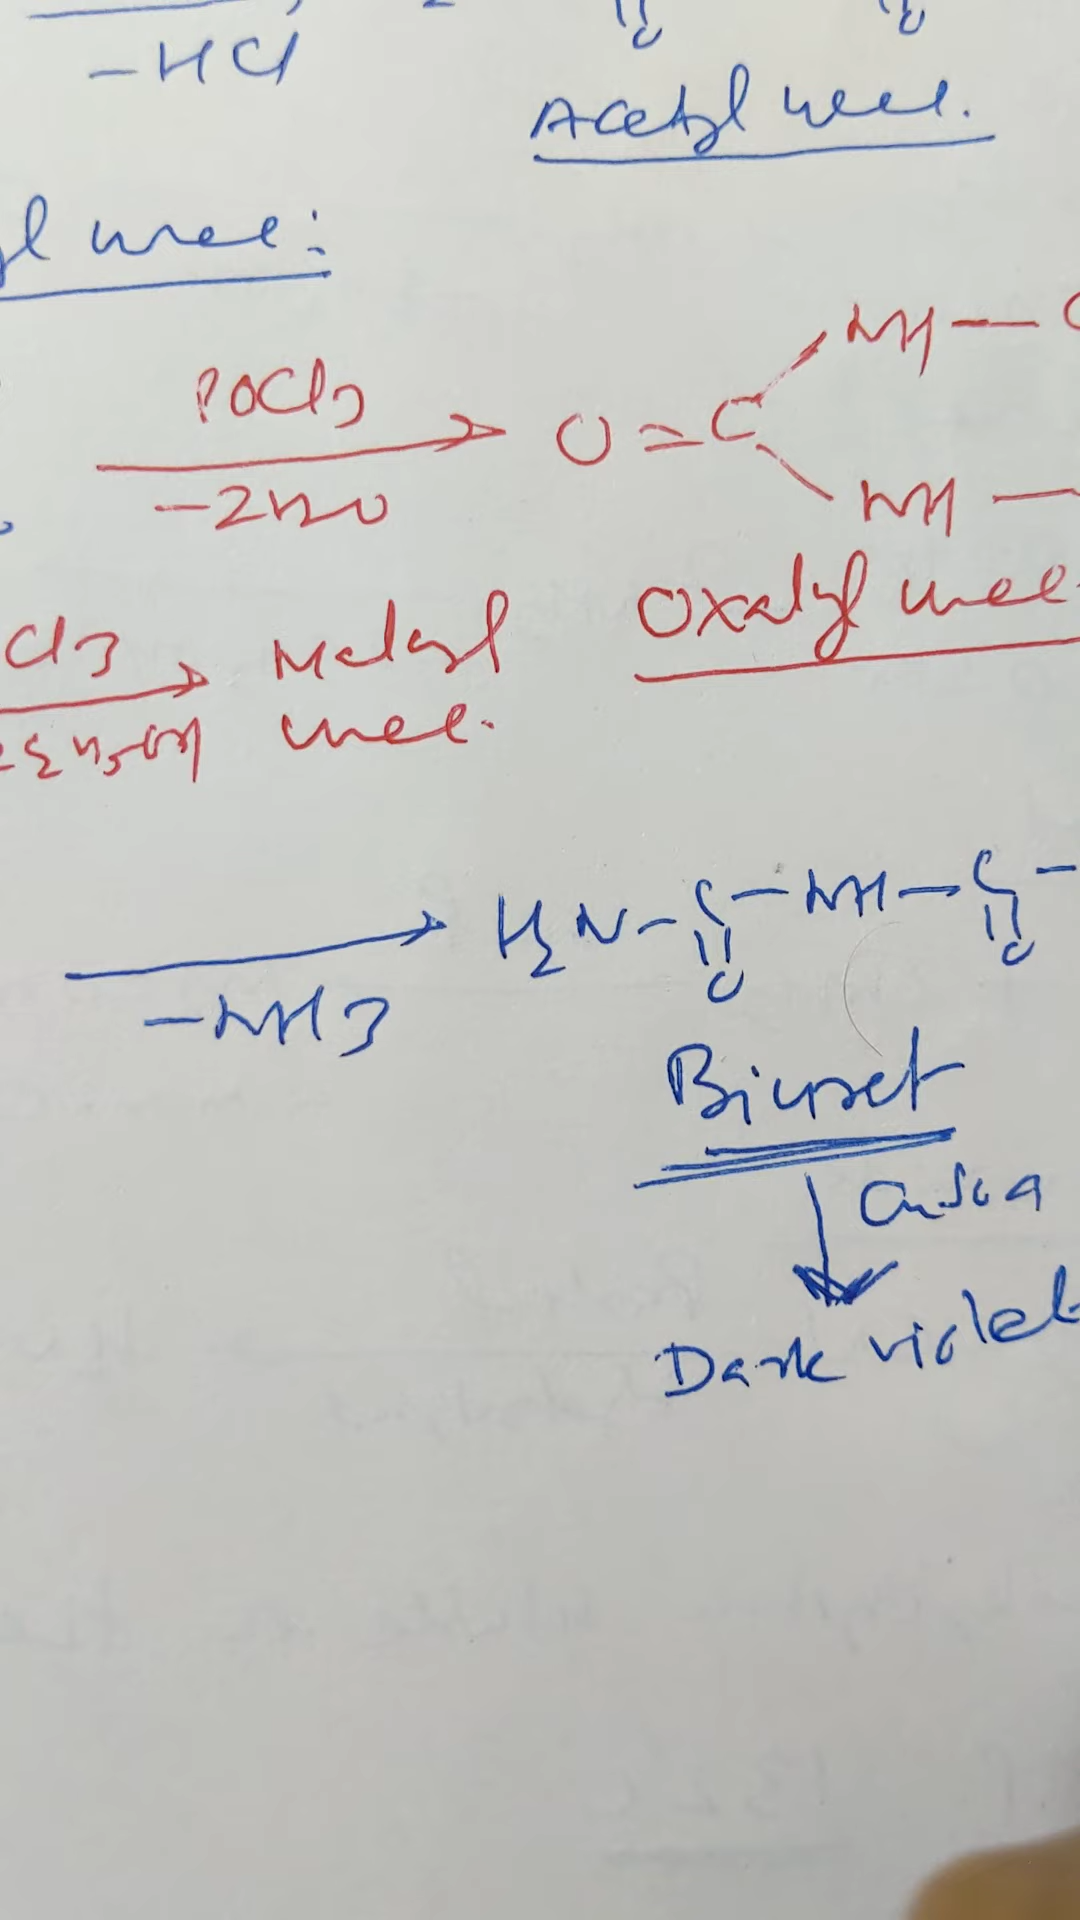 -HCl
Acetyl urea.
yl urea:
POCl3
-2H2O
O=C
NH-C
NH-
Oxalyl urea
Cl3
Malonyl
urea.
-NH3
H2N-C-NH-C-
O O
Biuret
CuSO4
Dark violet